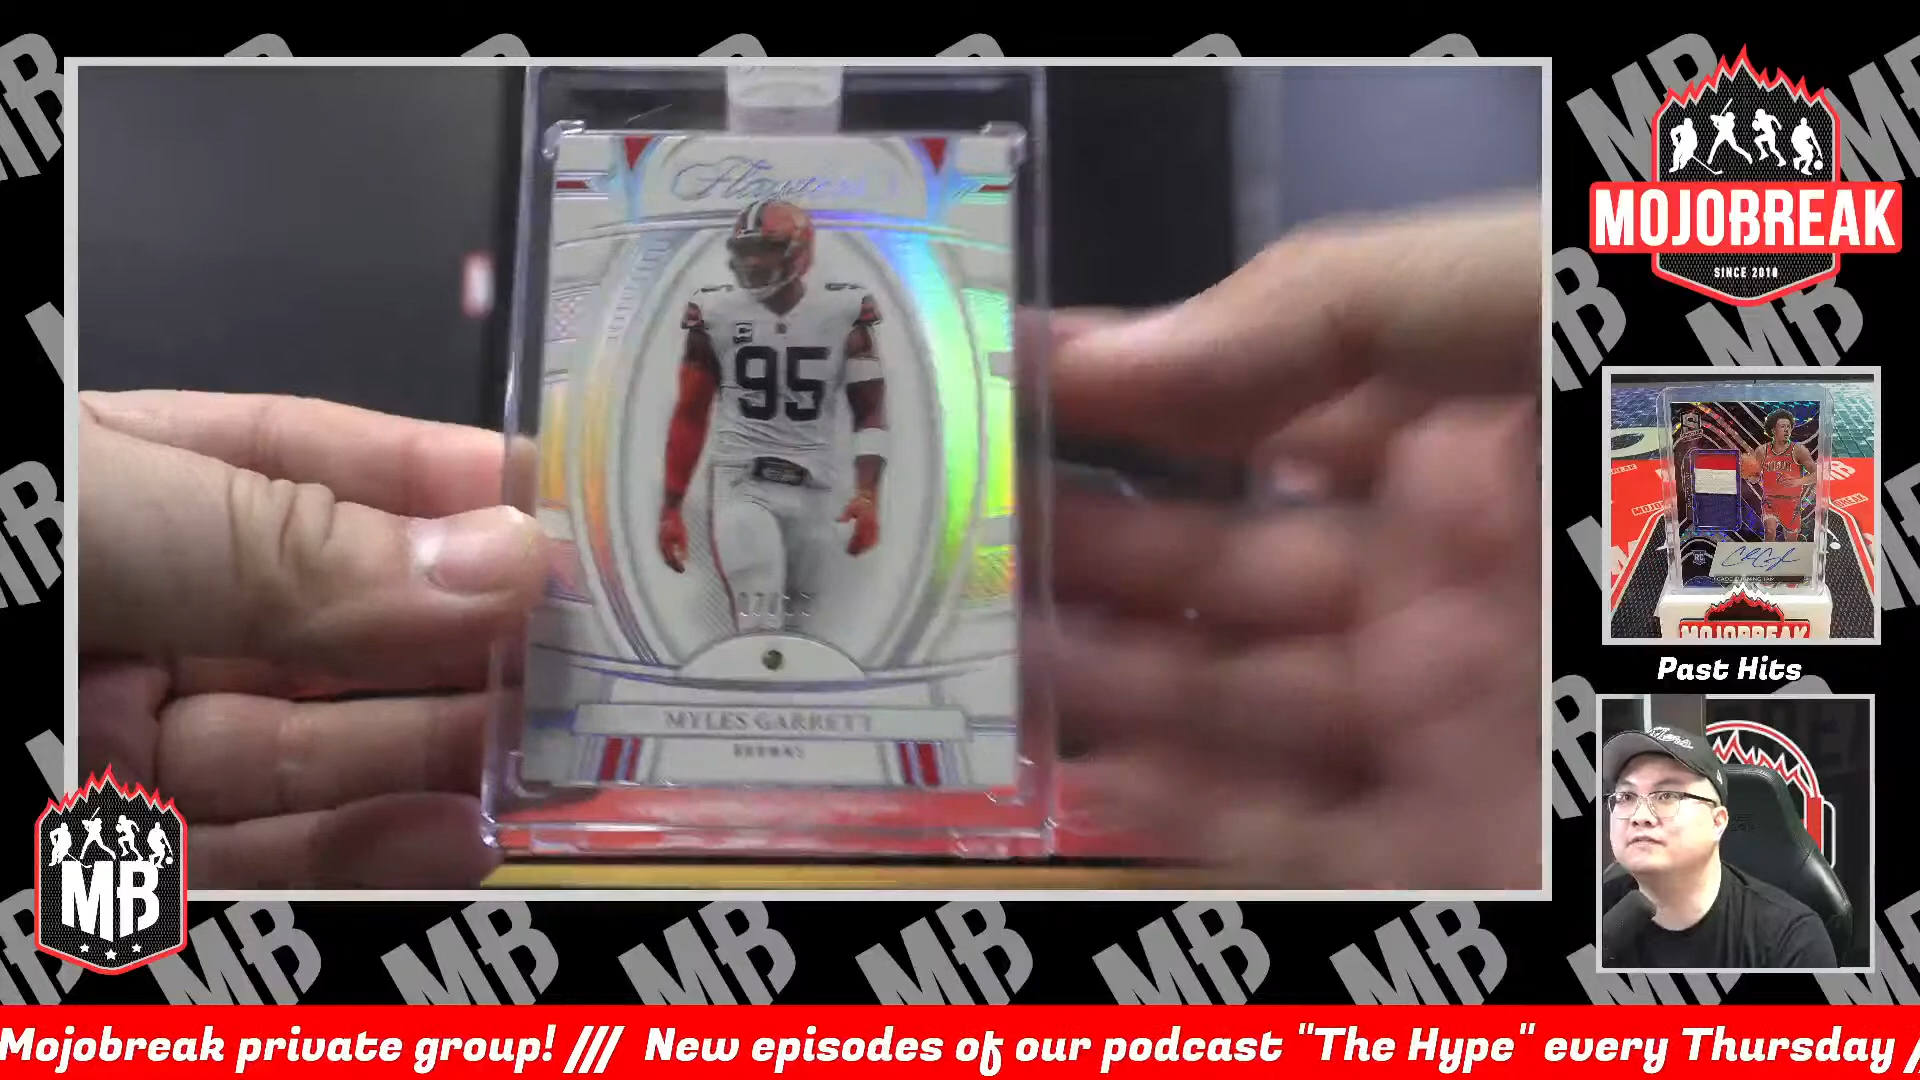 Flawless
95
MYLES GARRETT
BROWNS
MOJOBREAK
SINCE 2010
MOJOBREAK
Past Hits
MB
Mojobreak private group! /// New episodes of our podcast "The Hype" every Thursday /